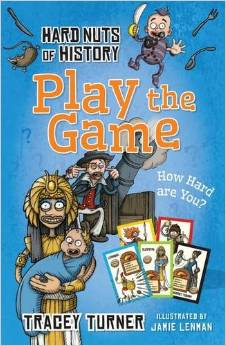 HARD NUTS
OF HISTORY
Play the
Game
How Hard
are You?
TRACEY TURNER
ILLUSTRATED BY
JAMIE LENMAN